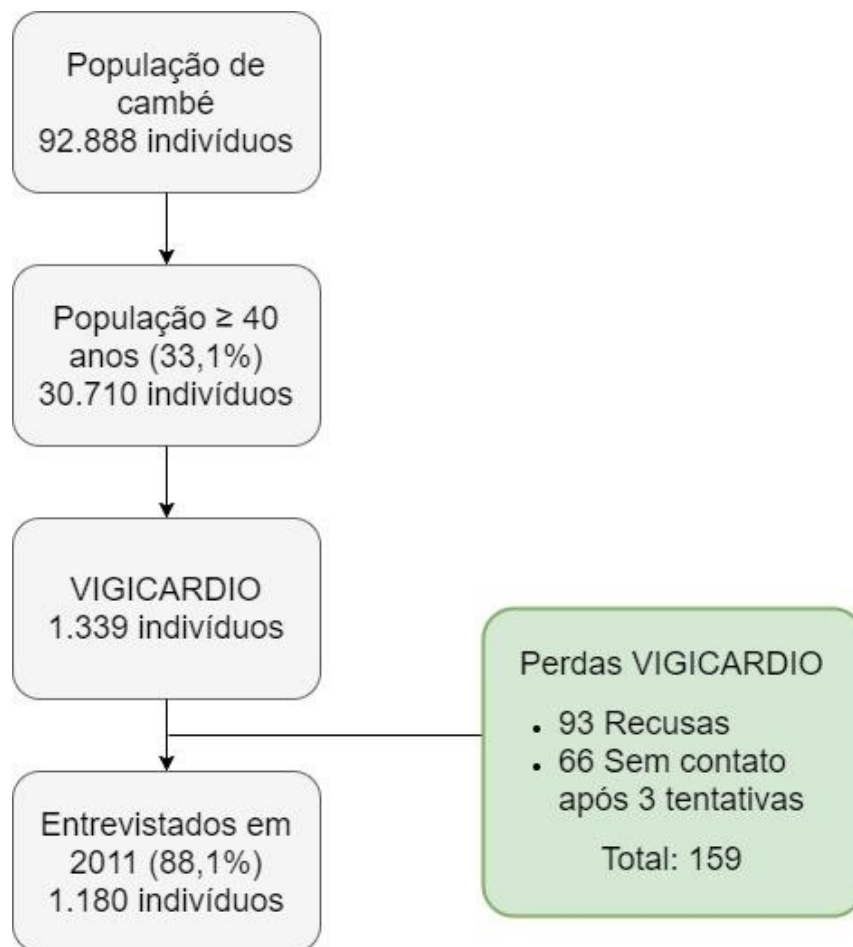 População de
cambé
92.888 indivíduos
População ≥ 40
anos (33,1%)
30.710 indivíduos
VIGICARDIO
1.339 indivíduos
Perdas VIGICARDIO
• 93 Recusas
• 66 Sem contato
após 3 tentativas
Total: 159
Entrevistados em
2011 (88,1%)
1.180 indivíduos